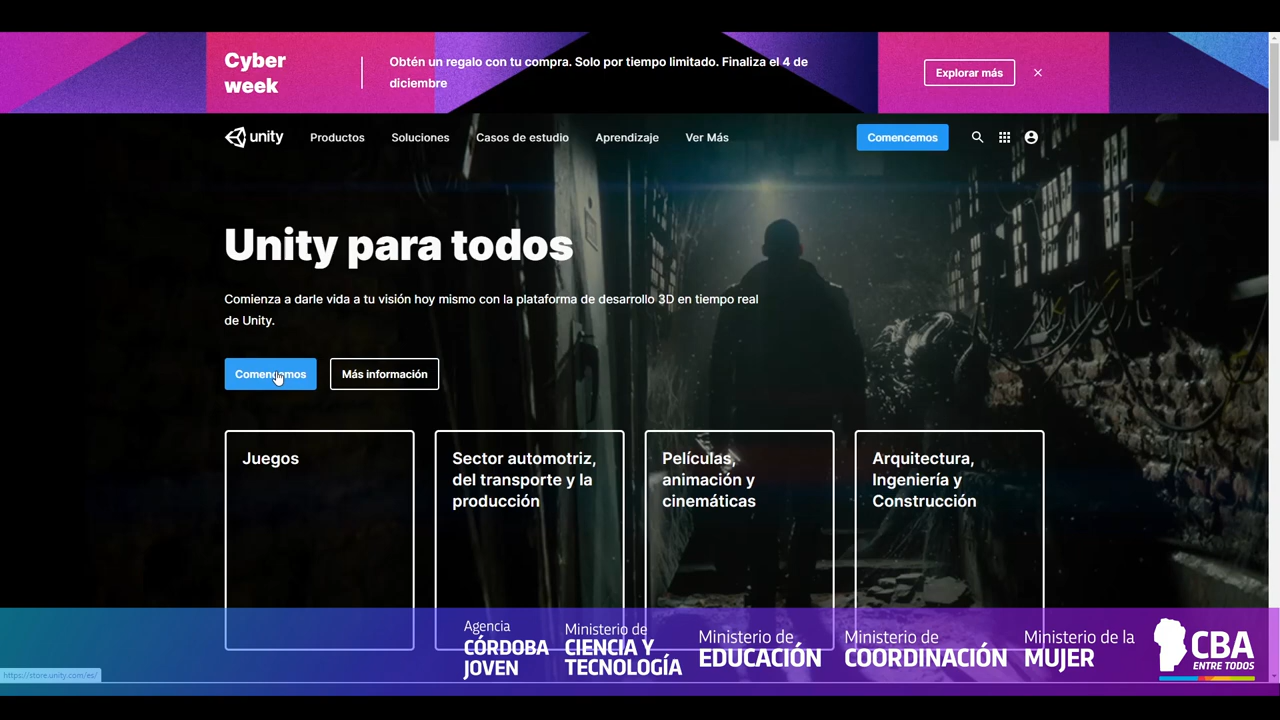 Cyber
week
Obtén un regalo con tu compra. Solo por tiempo limitado. Finaliza el 4 de
diciembre
Explorar más
unity
Productos
Soluciones
Casos de estudio
Aprendizaje
Ver Más
Comencemos
Unity para todos
Comienza a darle vida a tu visión hoy mismo con la plataforma de desarrollo 3D en tiempo real
de Unity.
Comencemos
Más información
Juegos
Sector automotriz,
del transporte y la
producción
Películas,
animación y
cinemáticas
Arquitectura,
Ingeniería y
Construcción
Agencia
CÓRDOBA
JOVEN
Ministerio de
CIENCIA Y
TECNOLOGÍA
Ministerio de
EDUCACIÓN
Ministerio de
COORDINACIÓN
Ministerio de la
MUJER
CBA
ENTRE TODOS
https://store.unity.com/es/